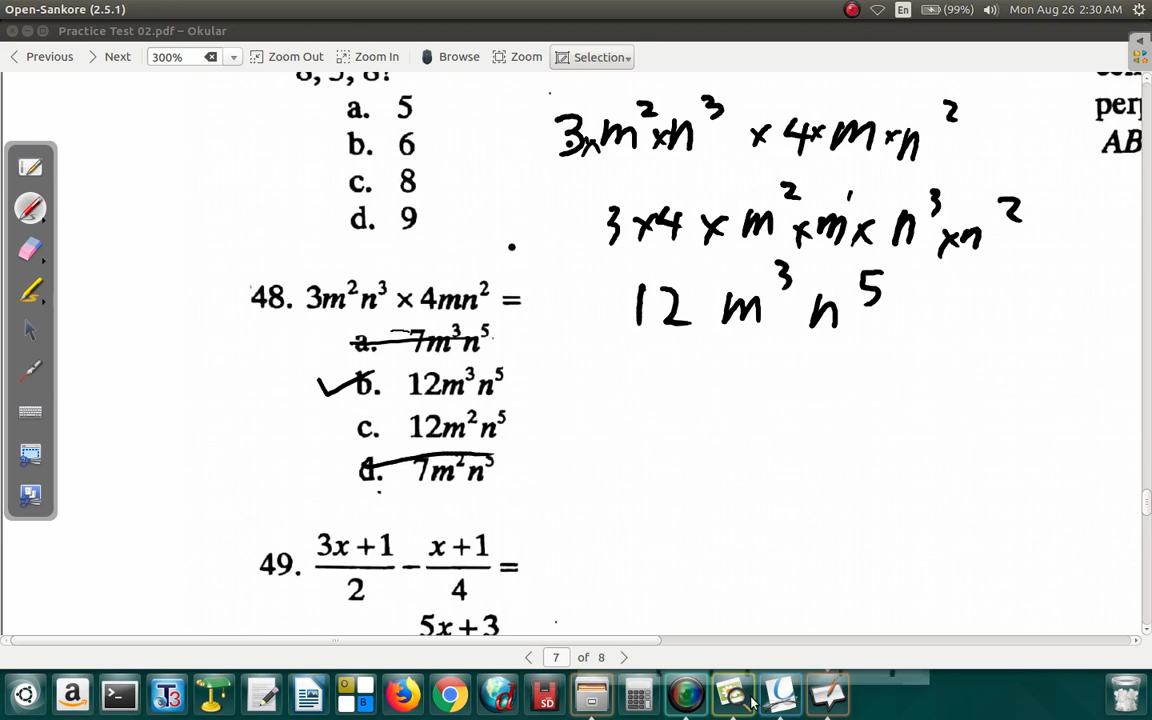 Open-Sankore (2.5.1)
En
(99%)
Mon Aug 26 2:30 AM
Practice Test 02.pdf – Okular
Previous
Next
300%
Zoom Out
Zoom In
Browse
Zoom
Selection
8, 5, 8?
a. 5
b. 6
c. 8
d. 9
3×m²×n³ × 4×m×n²
3×4×m²×m¹×n³×n²
12 m³ n⁵
per
AB
48. 3m²n³ × 4mn² =
a. 7m³n⁵
b. 12m³n⁵
c. 12m²n⁵
d. 7m²n⁵
49. (3x+1)/2 − (x+1)/4 =
5x+3
7 of 8
SD